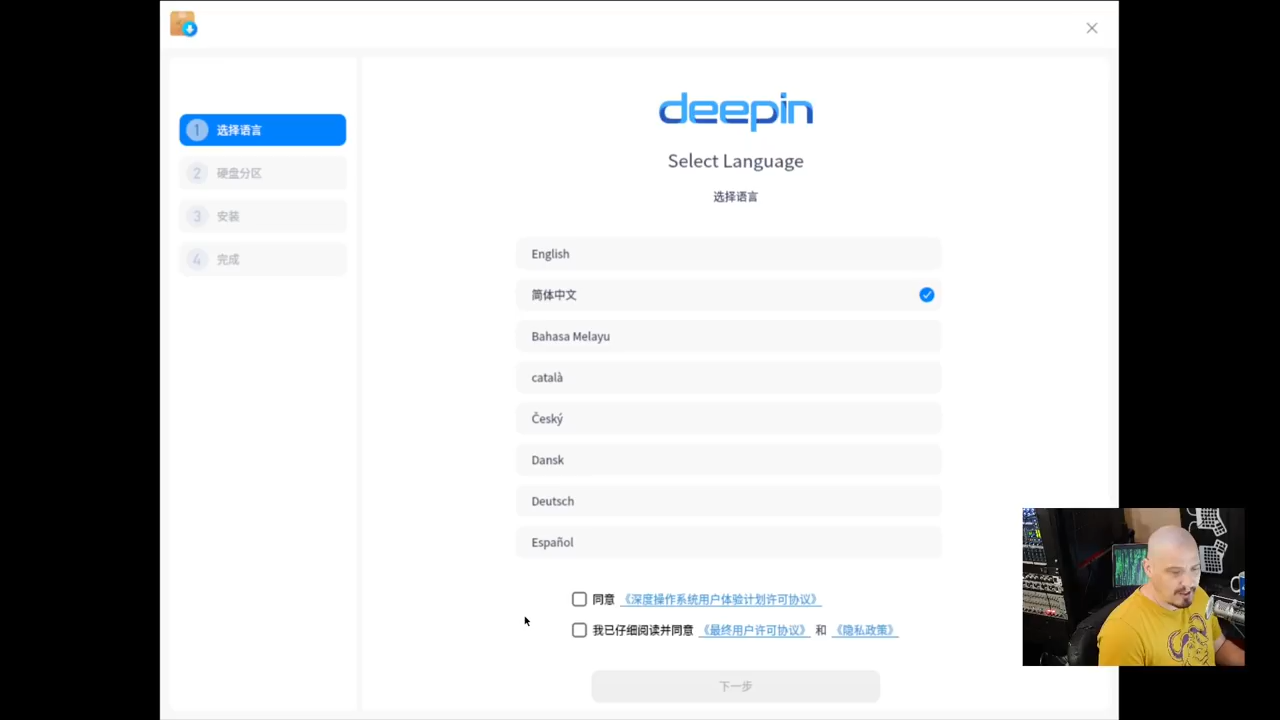 1 选择语言
2 硬盘分区
3 安装
4 完成
deepin
Select Language
选择语言
English
简体中文
Bahasa Melayu
català
Český
Dansk
Deutsch
Español
同意 《深度操作系统用户体验计划许可协议》
我已仔细阅读并同意 《最终用户许可协议》 和 《隐私政策》
下一步